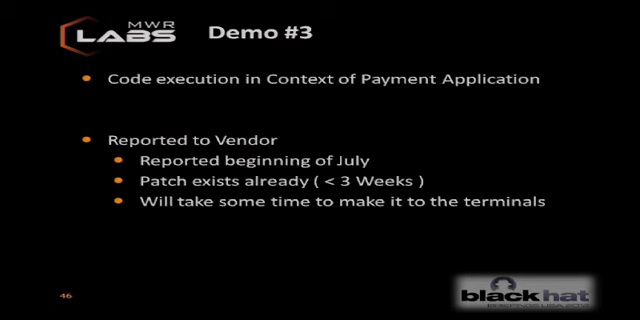 MWR
LABS
Demo #3
Code execution in Context of Payment Application
Reported to Vendor
Reported beginning of July
Patch exists already ( < 3 Weeks )
Will take some time to make it to the terminals
46
black hat